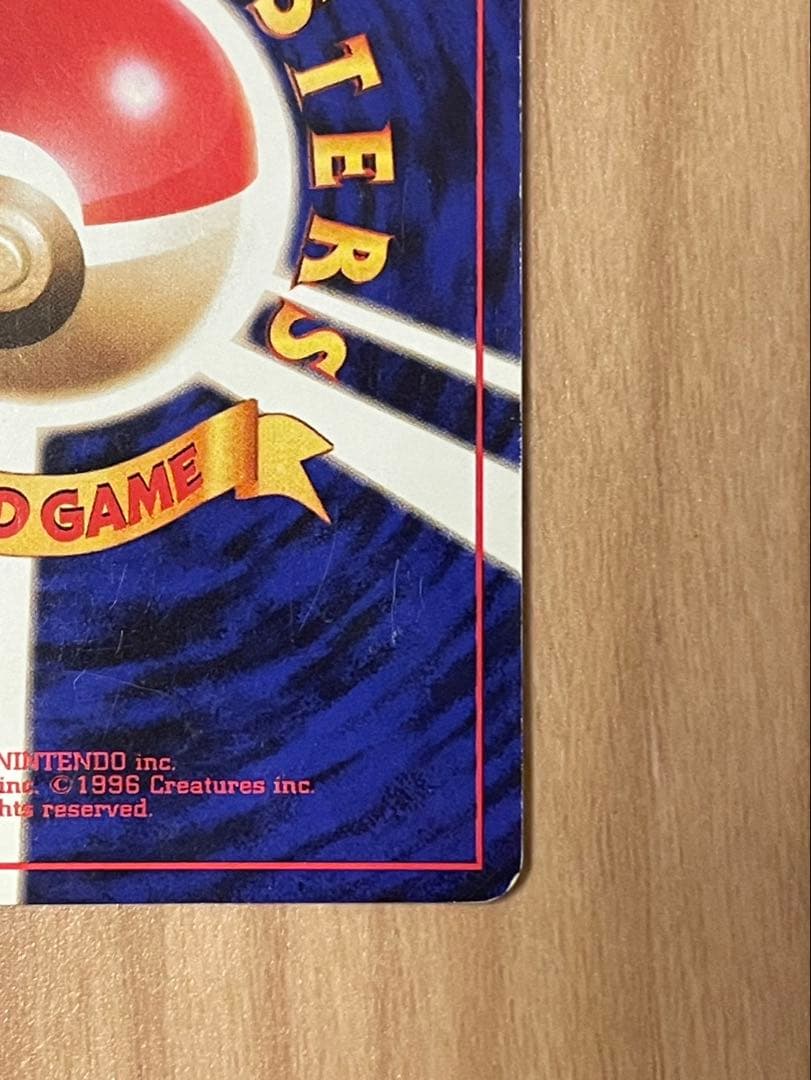 STERS
D GAME
NINTENDO inc.
inc. ©1996 Creatures inc.
hts reserved.